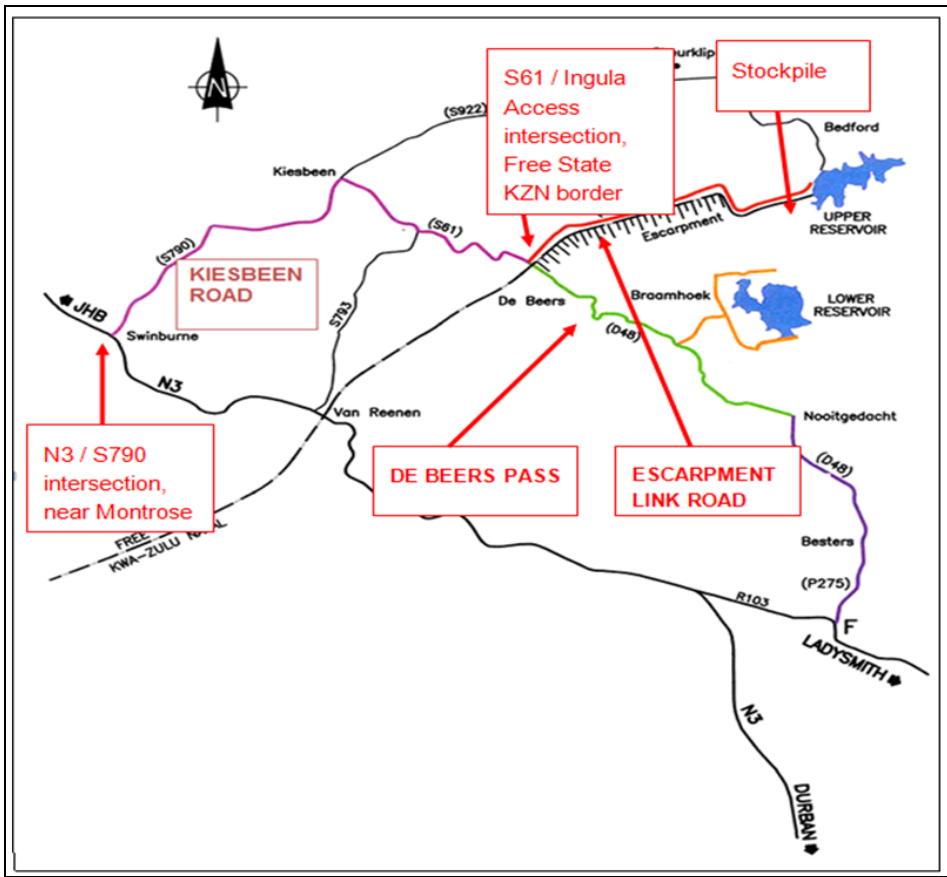 S61 / Ingula
Access
intersection,
Free State
KZN border
Stockpile
N
(S922)
Bedford
Kiesbeen
(S61)
Escarpment
UPPER
RESERVOIR
(S790)
KIESBEEN
ROAD
S793
De Beers
Braamhoek
LOWER
RESERVOIR
JHB
Swinburne
(D48)
N3
Van Reenen
Nooitgedacht
N3 / S790
intersection,
near Montrose
DE BEERS PASS
ESCARPMENT
LINK ROAD
(D48)
FREE
KWA-ZULU
Besters
(P275)
R103
F
LADYSMITH
N3
DURBAN